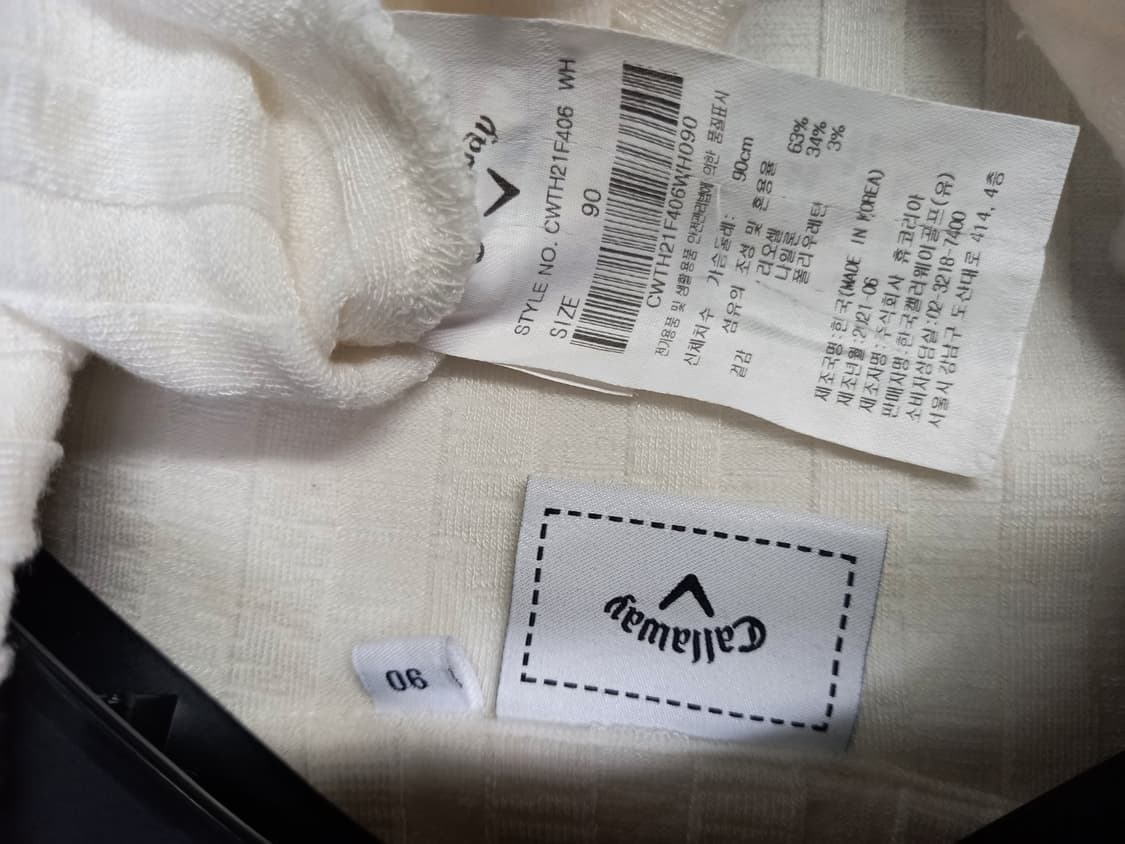 Callaway
STYLE NO. CWTH21F406 WH
SIZE 90
CWTH21F406WH090
전기용품 및 생활용품 안전관리법에 의한 품질표시
신체치수 가슴둘레: 90cm
섬유의 조성 및 혼용율
겉감 리오셀 63%
나일론 34%
폴리우레탄 3%
제조국명:한국(MADE IN KOREA)
제조년월:2021-06
제조자명:주식회사 휴코리아
판매자명:한국캘러웨이골프(유)
소비자상담실:02-3218-7400
서울시 강남구 도산대로 414, 4층
Callaway
90